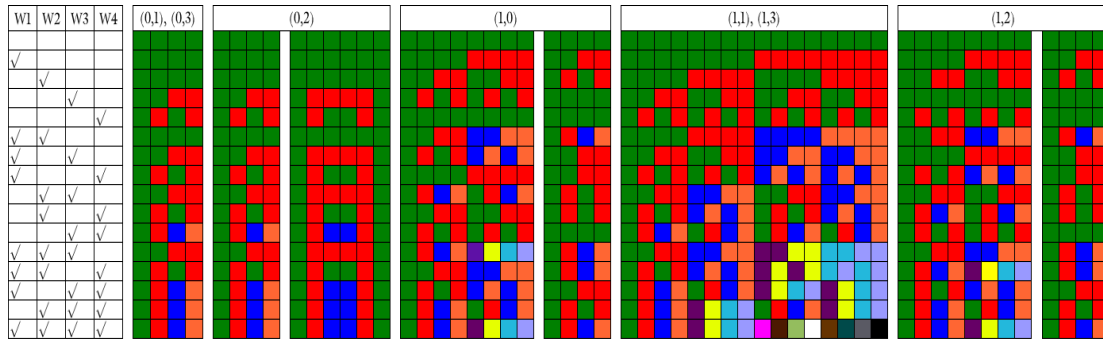 W1 W2 W3 W4 (0,1), (0,3) (0,2) (1,0) (1,1), (1,3) (1,2)
√
√
√
√
√ √
√ √
√ √
√ √
√ √
√ √
√ √ √
√ √ √
√ √ √
√ √ √
√ √ √ √